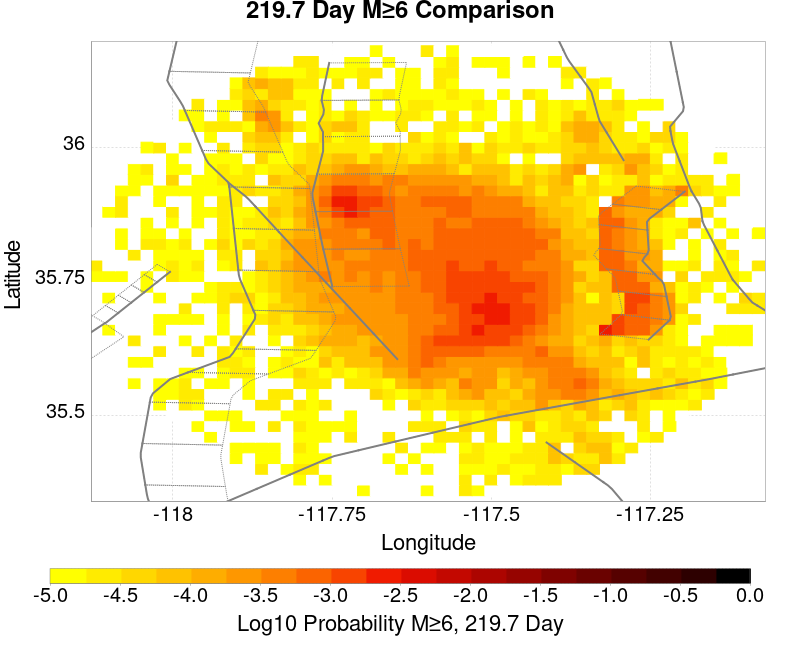 219.7 Day M≥6 Comparison
36
35.75
35.5
Latitude
-118 -117.75 -117.5 -117.25
Longitude
-5.0 -4.5 -4.0 -3.5 -3.0 -2.5 -2.0 -1.5 -1.0 -0.5 0.0
Log10 Probability M≥6, 219.7 Day